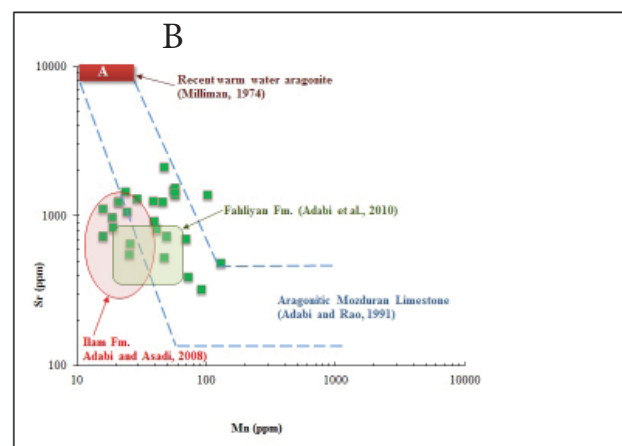 B
10000
A
Recent warm water aragonite
(Milliman, 1974)
1000
Fahliyan Fm. (Adabi et al., 2010)
Sr (ppm)
Aragonitic Mozduran Limestone
(Adabi and Rao, 1991)
Ilam Fm.
Adabi and Asadi, 2008)
100
10
100
1000
10000
Mn (ppm)